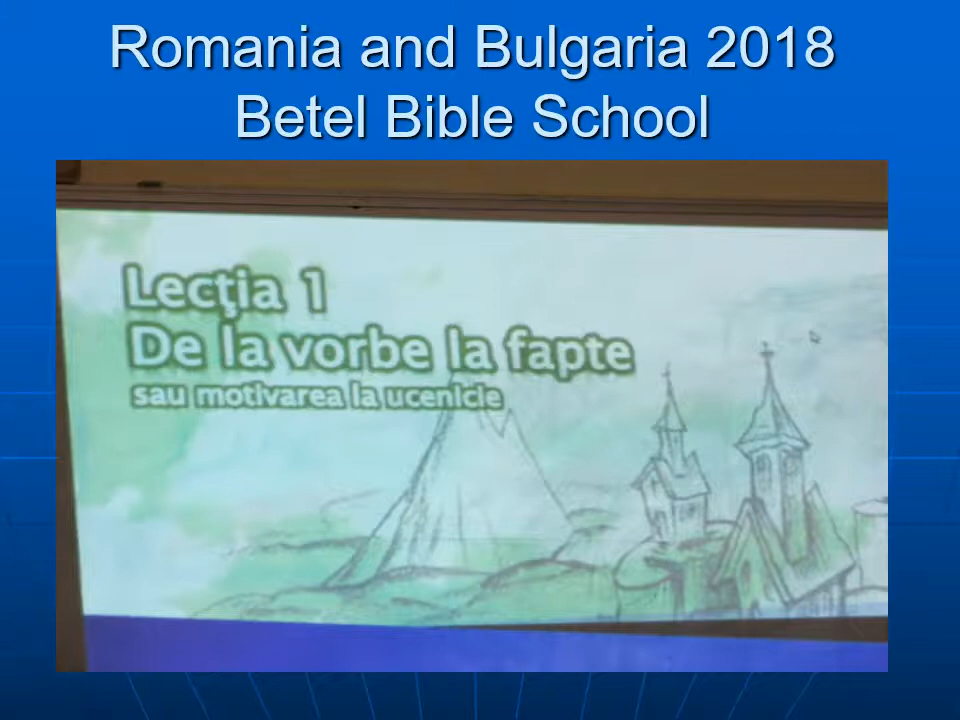 Romania and Bulgaria 2018
Betel Bible School
Lecţia 1
De la vorbe la fapte
sau motivarea la ucenicie